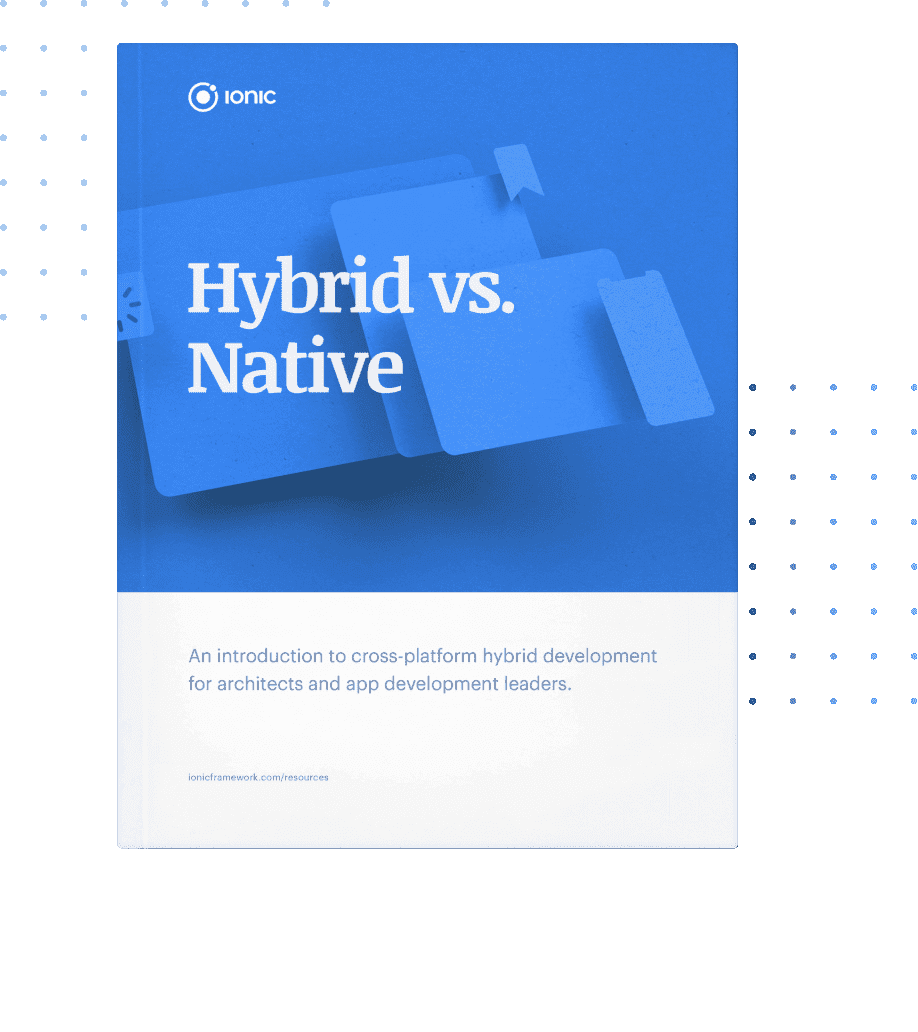 ionic
Hybrid vs.
Native
An introduction to cross-platform hybrid development
for architects and app development leaders.
ionicframework.com/resources